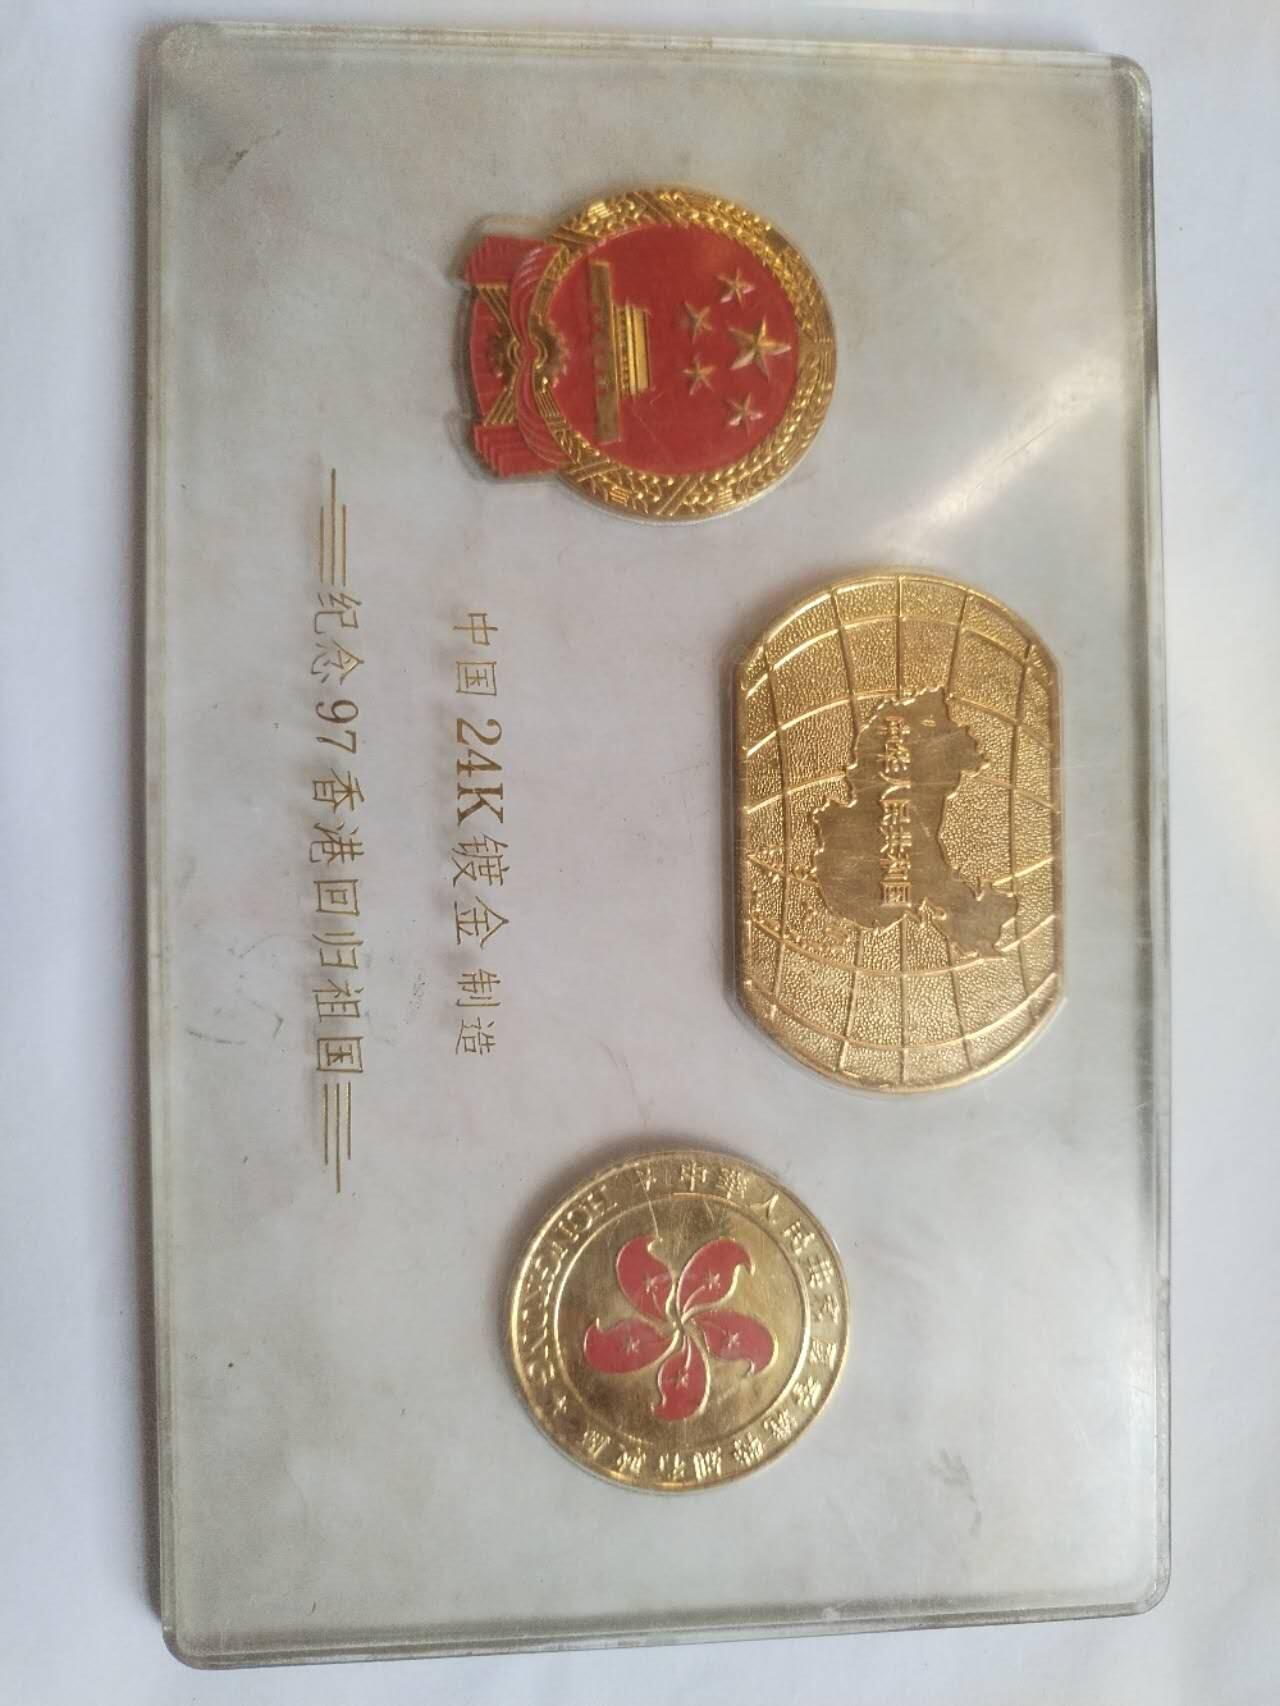 中华人民共和国
中华人民共和国香港特别行政区
HONG KONG
中国24K镀金制造
纪念97香港回归祖国